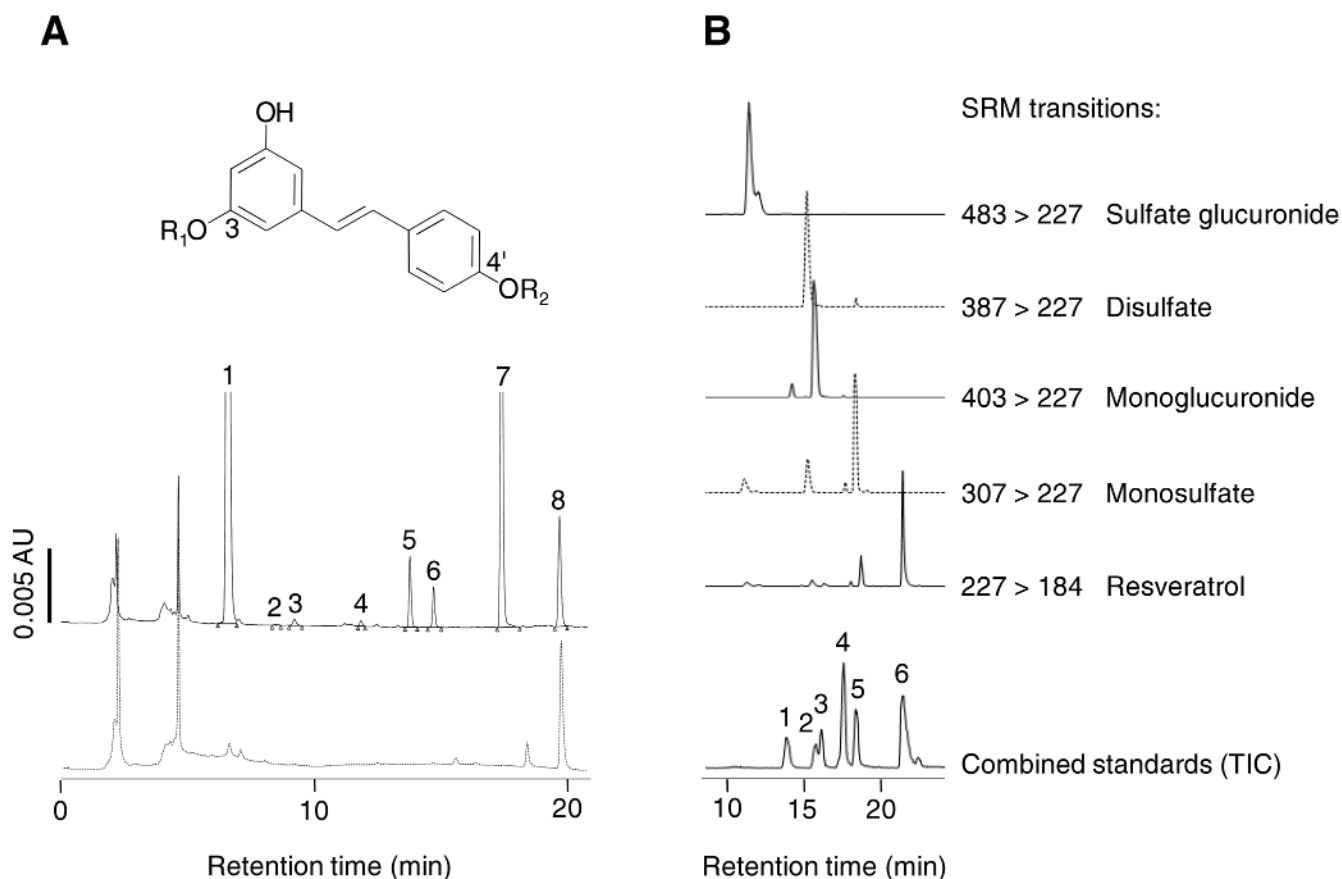 A
OH
3
R1O
4'
OR2
1
7
8
5
6
2
3
4
0.005 AU
0
10
20
Retention time (min)
B
SRM transitions:
483 > 227 Sulfate glucuronide
387 > 227 Disulfate
403 > 227 Monoglucuronide
307 > 227 Monosulfate
227 > 184 Resveratrol
1
2
3
4
5
6
Combined standards (TIC)
10
15
20
Retention time (min)